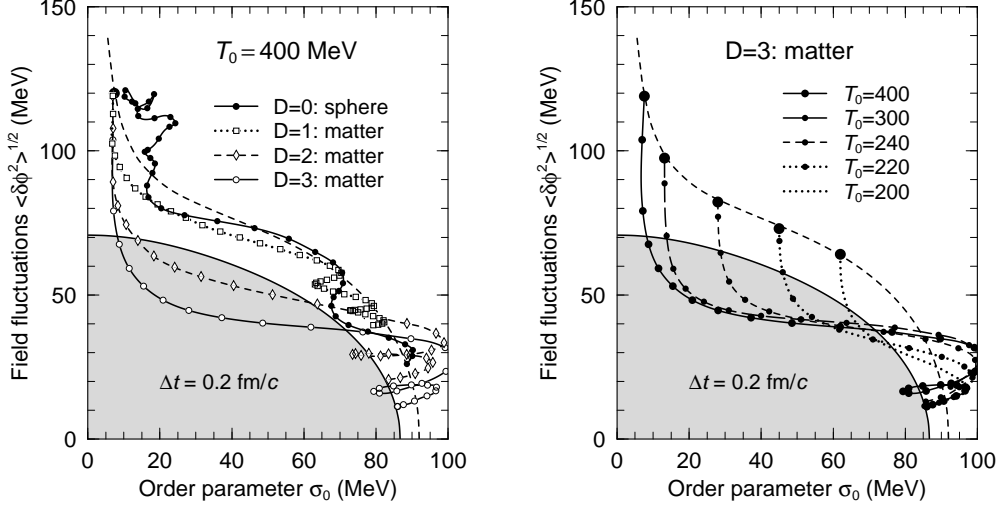 150
100
50
0
Field fluctuations <δϕ²>¹/² (MeV)
T₀ = 400 MeV
D=0: sphere
D=1: matter
D=2: matter
D=3: matter
Δt = 0.2 fm/c
0 20 40 60 80 100
Order parameter σ₀ (MeV)
150
100
50
0
Field fluctuations <δϕ²>¹/² (MeV)
D=3: matter
T₀=400
T₀=300
T₀=240
T₀=220
T₀=200
Δt = 0.2 fm/c
0 20 40 60 80 100
Order parameter σ₀ (MeV)